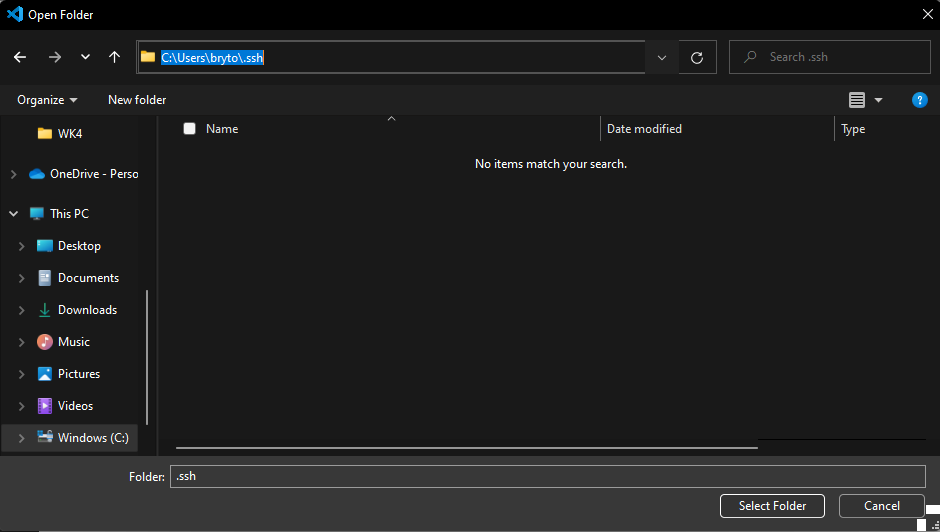 Open Folder
C:\Users\bryto\.ssh
Search .ssh
Organize
New folder
?
Name
Date modified
Type
WK4
No items match your search.
OneDrive - Perso
This PC
Desktop
Documents
Downloads
Music
Pictures
Videos
Windows (C:)
Folder:
.ssh
Select Folder
Cancel